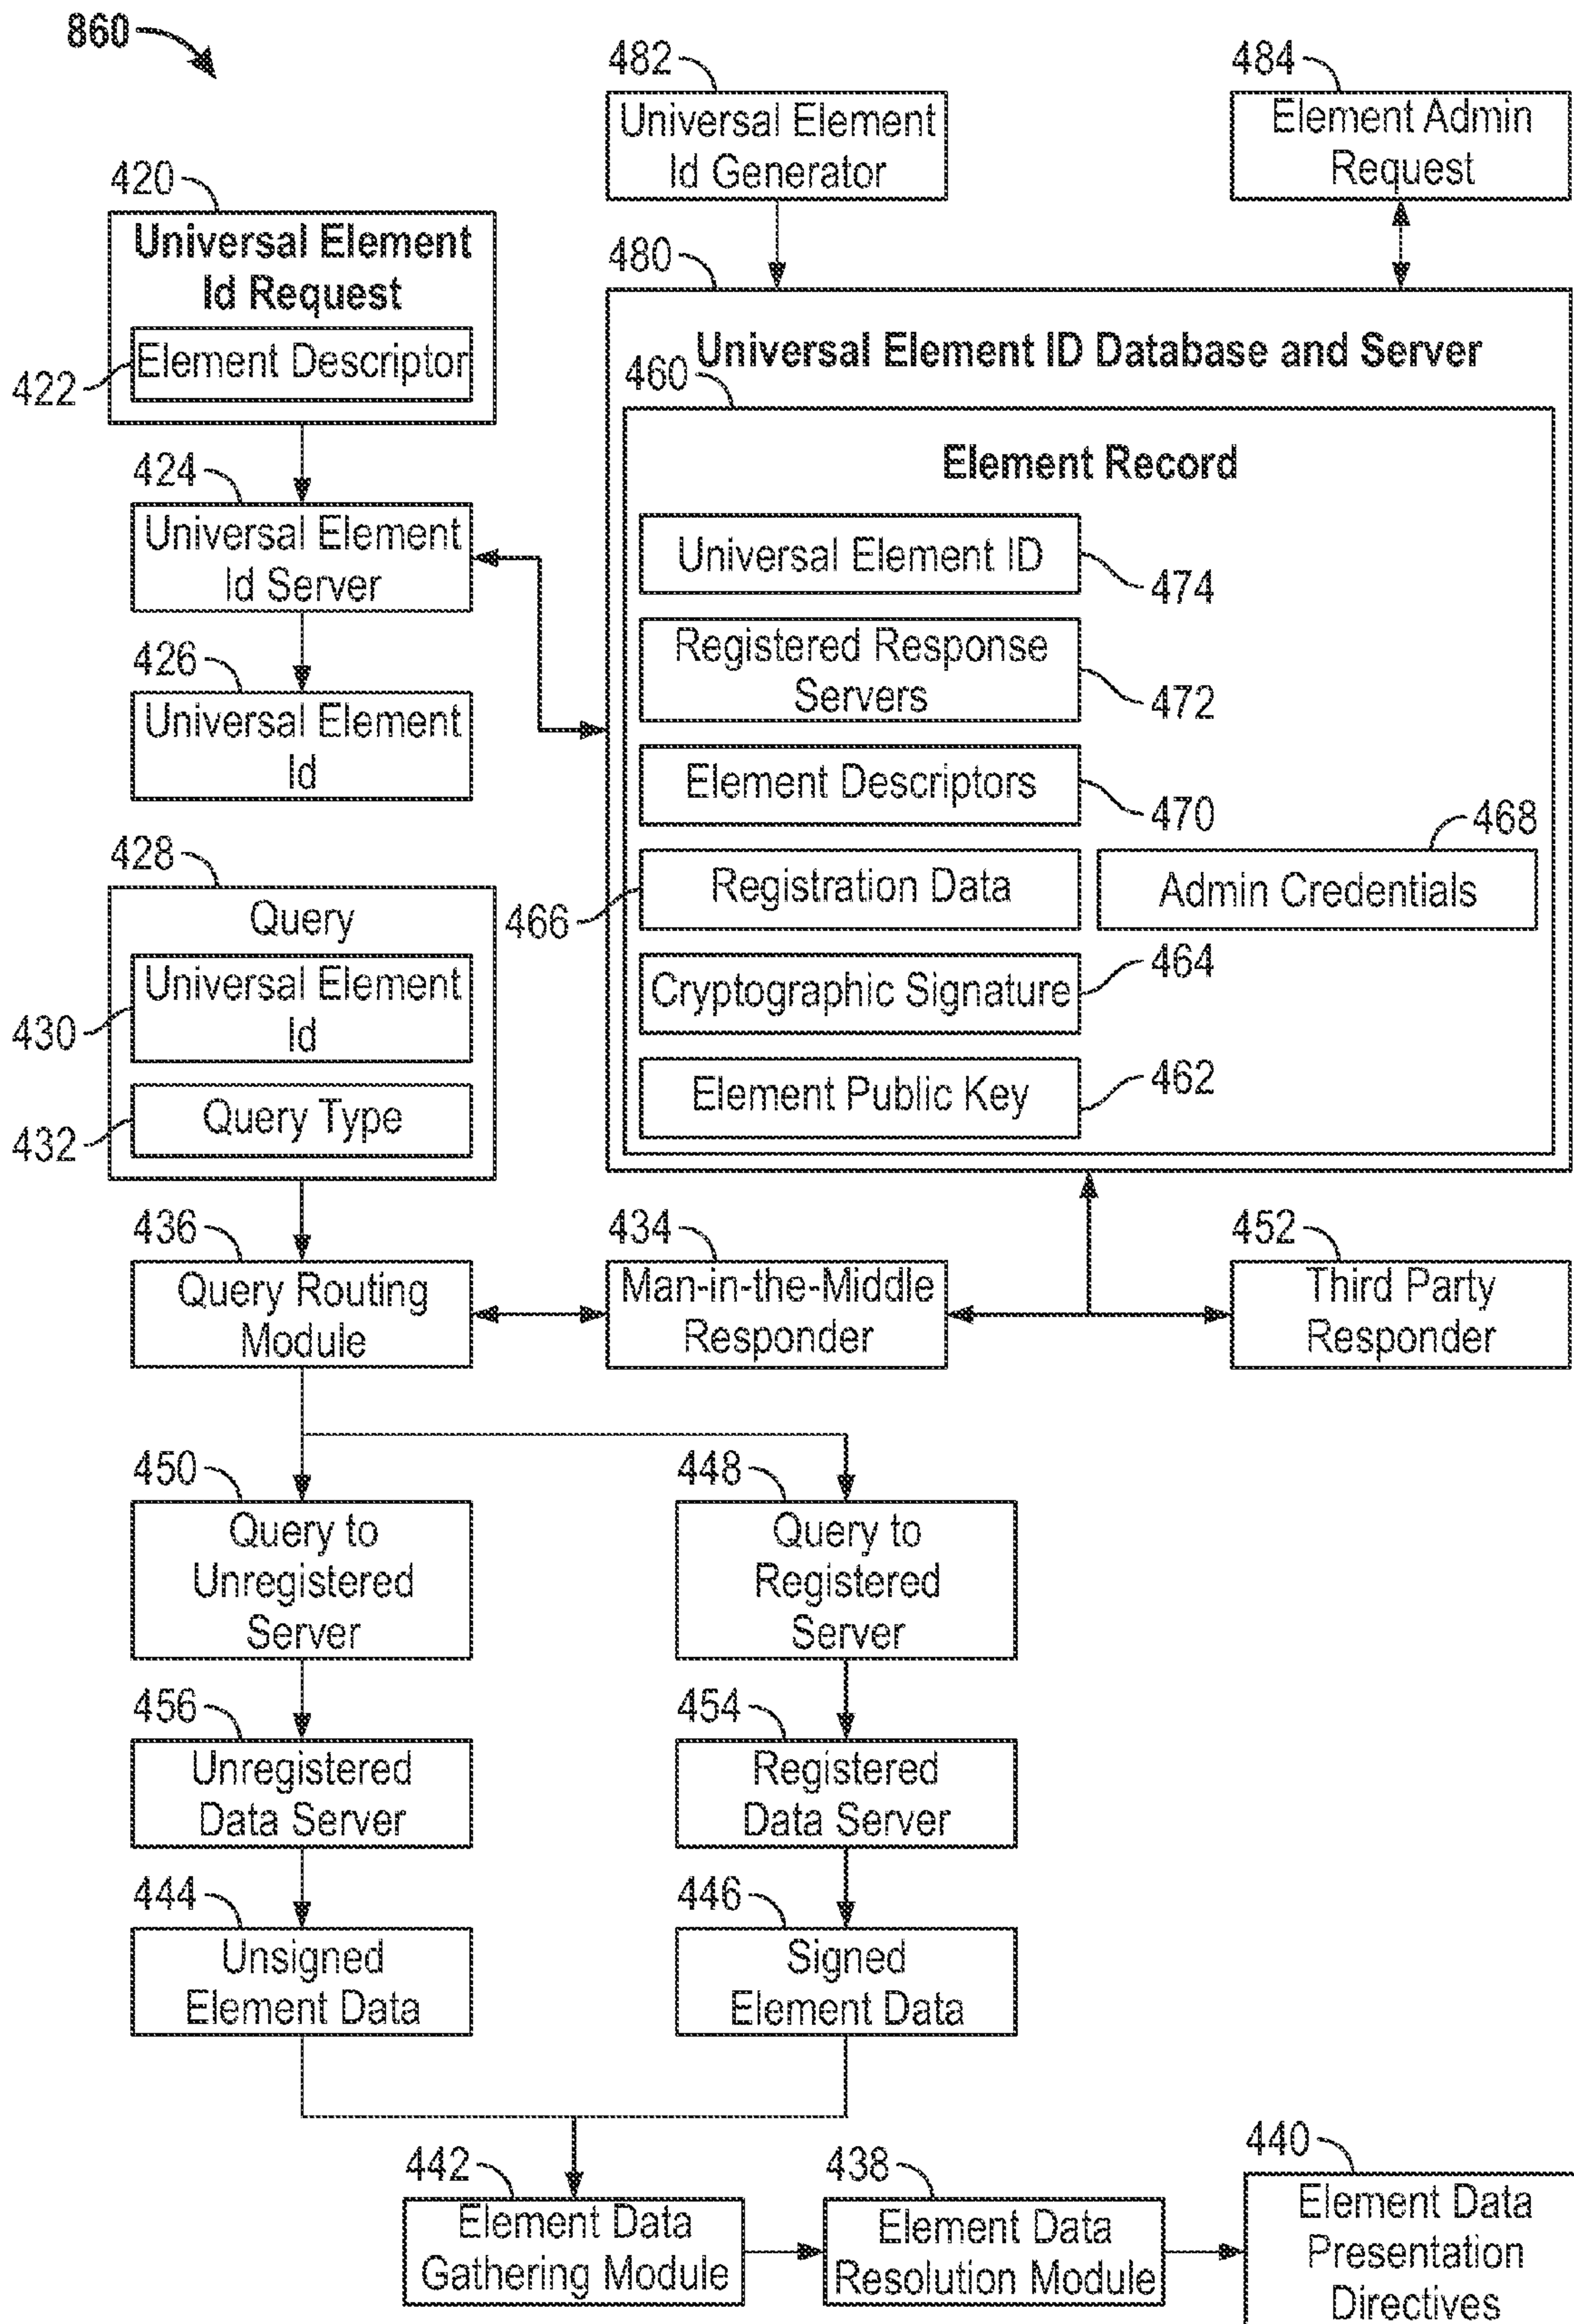 860
482
Universal Element
Id Generator
484
Element Admin
Request
420
Universal Element
Id Request
Element Descriptor
422
480
Universal Element ID Database and Server
460
Element Record
424
Universal Element
Id Server
426
Universal Element
Id
Universal Element ID
474
Registered Response
Servers
472
Element Descriptors
470
468
Registration Data
466
Admin Credentials
Cryptographic Signature
464
Element Public Key
462
428
Query
Universal Element
Id
430
Query Type
432
436
Query Routing
Module
434
Man-in-the-Middle
Responder
452
Third Party
Responder
450
Query to
Unregistered
Server
448
Query to
Registered
Server
456
Unregistered
Data Server
454
Registered
Data Server
444
Unsigned
Element Data
446
Signed
Element Data
442
Element Data
Gathering Module
438
Element Data
Resolution Module
440
Element Data
Presentation
Directives